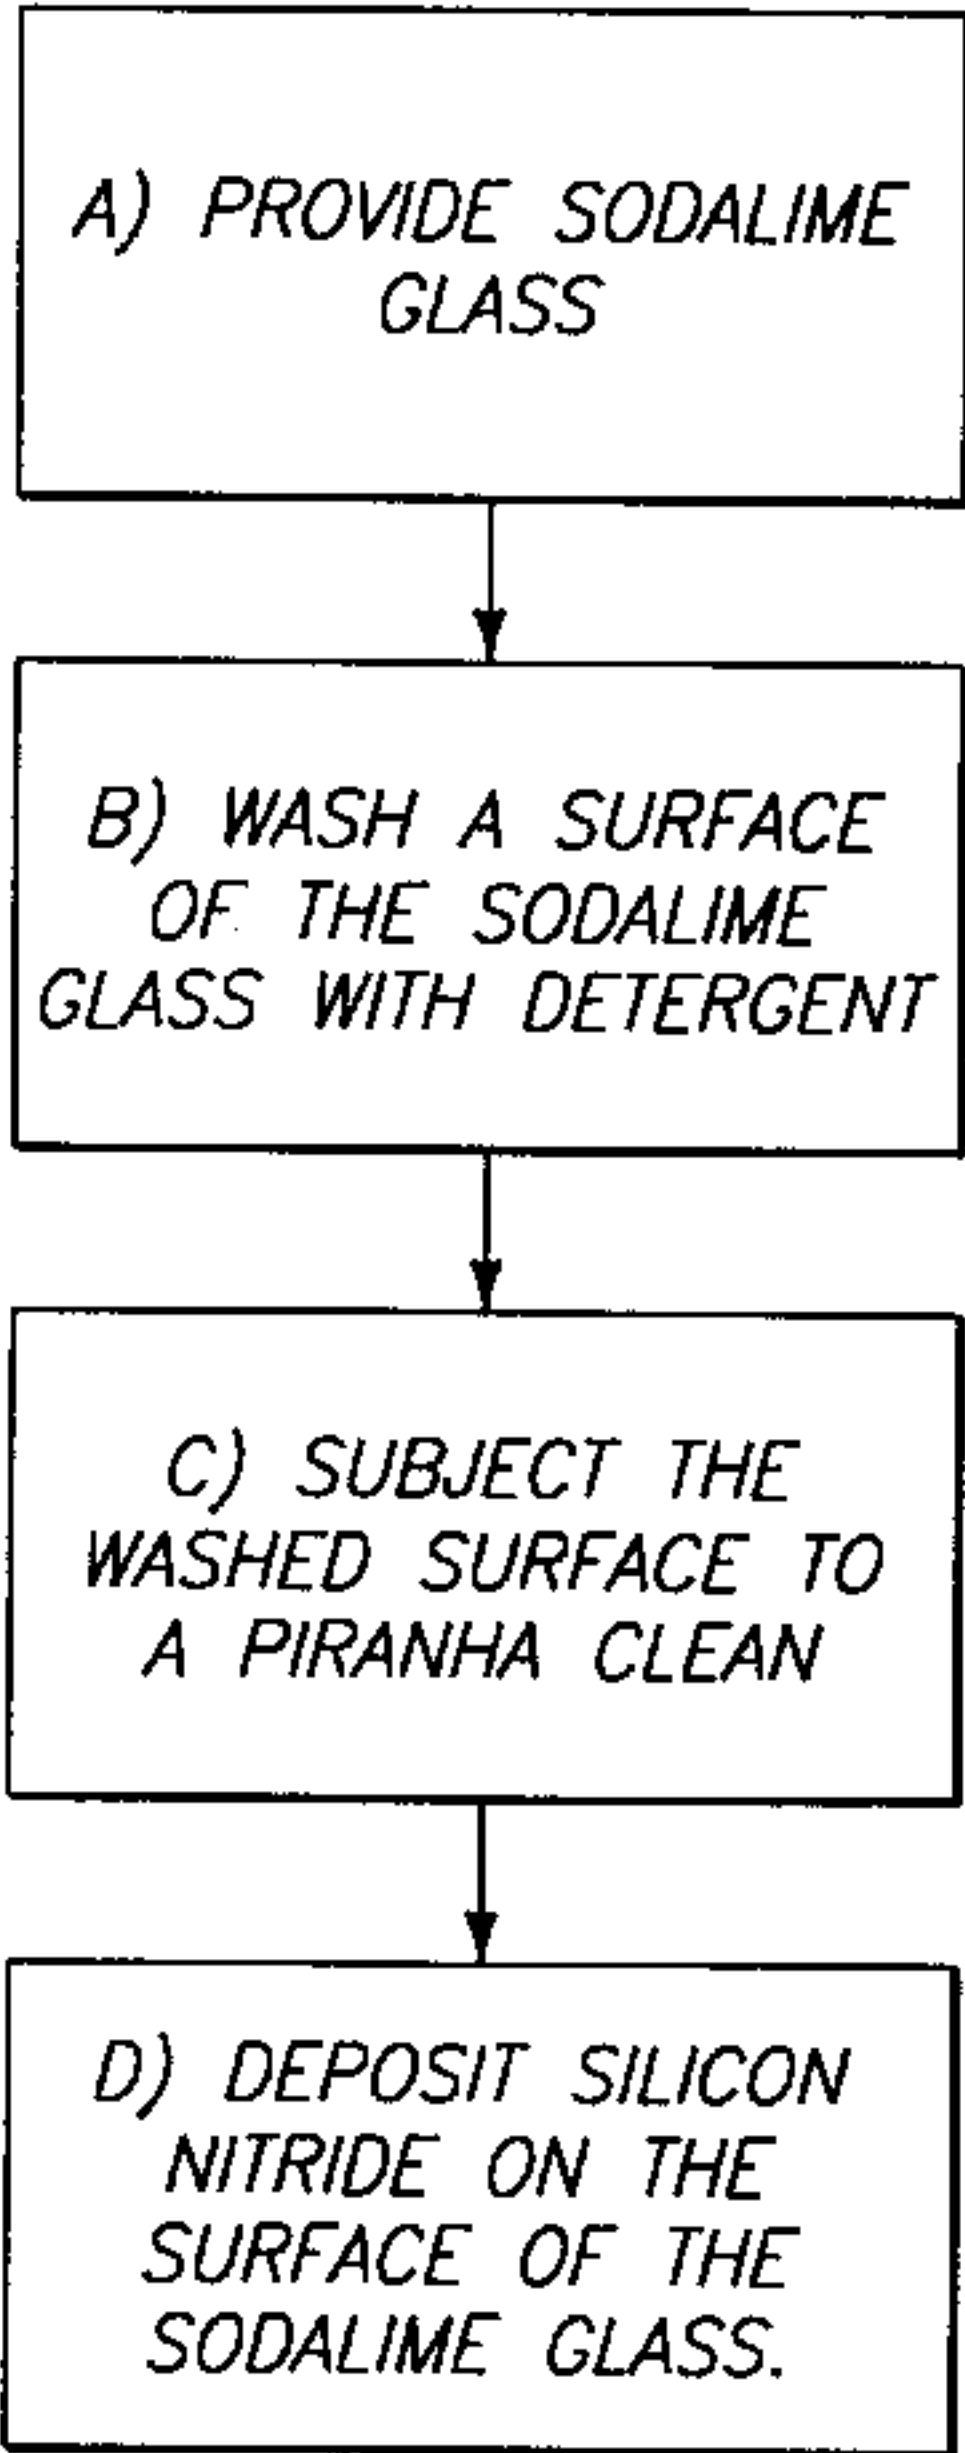 A) PROVIDE SODALIME
GLASS
B) WASH A SURFACE
OF THE SODALIME
GLASS WITH DETERGENT
C) SUBJECT THE
WASHED SURFACE TO
A PIRANHA CLEAN
D) DEPOSIT SILICON
NITRIDE ON THE
SURFACE OF THE
SODALIME GLASS.